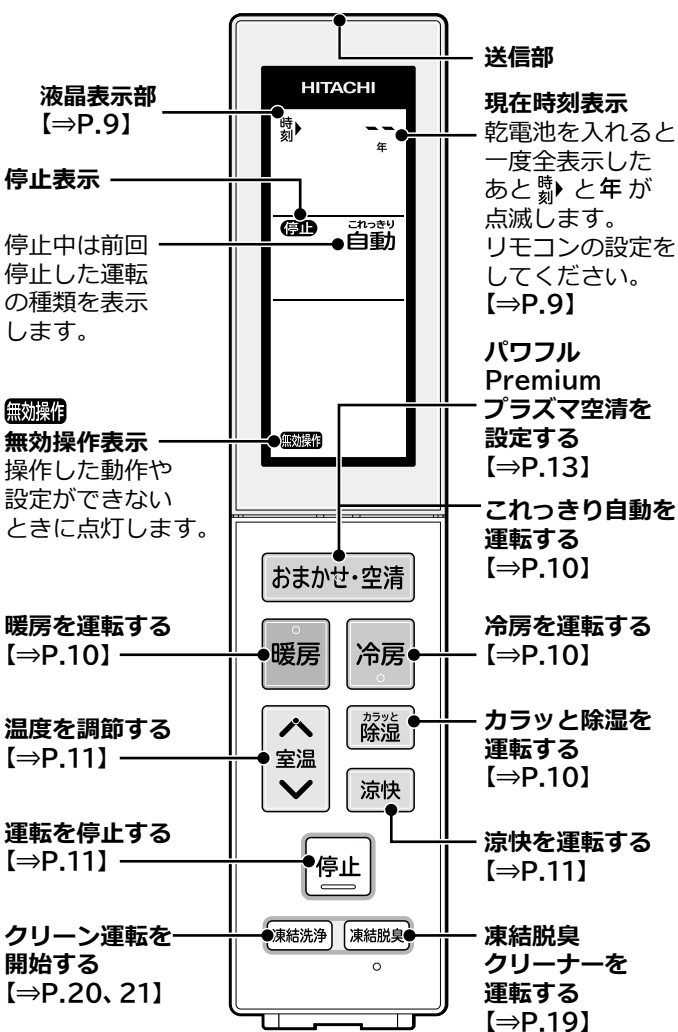 送信部
液晶表示部
【⇒P.9】
停止表示
停止中は前回
停止した運転
の種類を表示
します。
無効操作
無効操作表示
操作した動作や
設定ができない
ときに点灯します。
暖房を運転する
【⇒P.10】
温度を調節する
【⇒P.11】
運転を停止する
【⇒P.11】
クリーン運転を
開始する
【⇒P.20、21】
HITACHI
時刻
年
停止
これっきり
自動
無効操作
おまかせ・空清
暖房
冷房
室温
カラッと
除湿
涼快
停止
凍結洗浄
凍結脱臭
現在時刻表示
乾電池を入れると
一度全表示した
あと 時刻 と 年 が
点滅します。
リモコンの設定を
してください。
【⇒P.9】
パワフル
Premium
プラズマ空清を
設定する
【⇒P.13】
これっきり自動を
運転する
【⇒P.10】
冷房を運転する
【⇒P.10】
カラッと除湿を
運転する
【⇒P.10】
涼快を運転する
【⇒P.11】
凍結脱臭
クリーナーを
運転する
【⇒P.19】